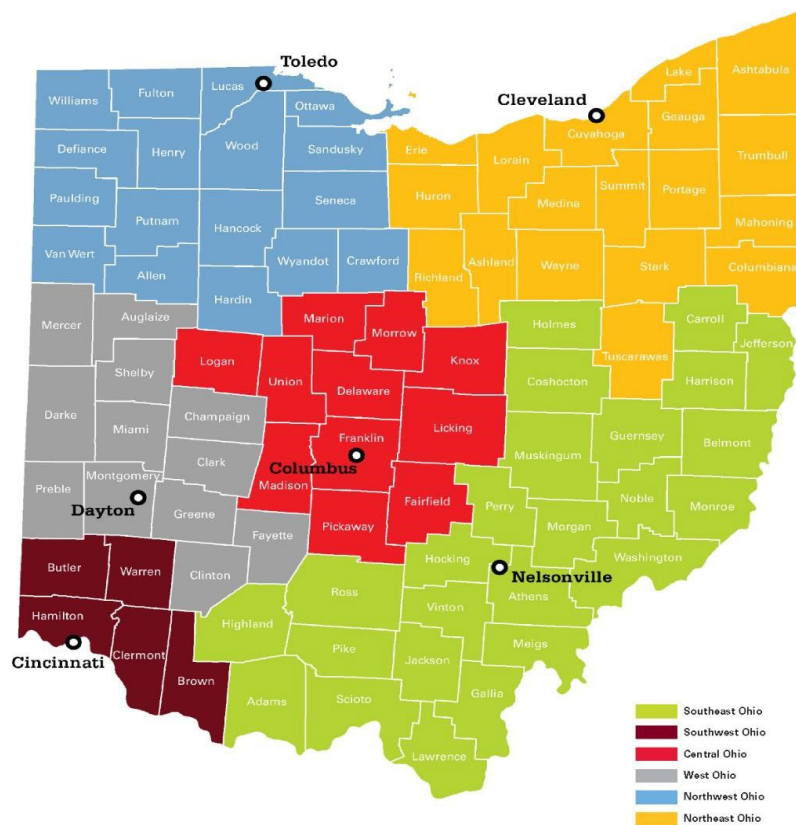 Toledo
Cleveland
Williams
Fulton
Lucas
Ottawa
Lake
Ashtabula
Geauga
Cuyahoga
Defiance
Henry
Wood
Sandusky
Erie
Lorain
Trumbull
Paulding
Putnam
Hancock
Seneca
Huron
Medina
Summit
Portage
Mahoning
Van Wert
Allen
Wyandot
Crawford
Richland
Ashland
Wayne
Stark
Columbiana
Hardin
Mercer
Auglaize
Marion
Morrow
Holmes
Carroll
Jefferson
Logan
Knox
Tuscarawas
Shelby
Union
Delaware
Coshocton
Harrison
Darke
Miami
Champaign
Licking
Franklin
Columbus
Muskingum
Guernsey
Belmont
Clark
Madison
Preble
Montgomery
Dayton
Greene
Fairfield
Perry
Noble
Monroe
Pickaway
Morgan
Fayette
Washington
Butler
Warren
Clinton
Hocking
Nelsonville
Ross
Athens
Hamilton
Highland
Vinton
Cincinnati
Clermont
Brown
Pike
Jackson
Meigs
Adams
Scioto
Gallia
Lawrence
Southeast Ohio
Southwest Ohio
Central Ohio
West Ohio
Northwest Ohio
Northeast Ohio